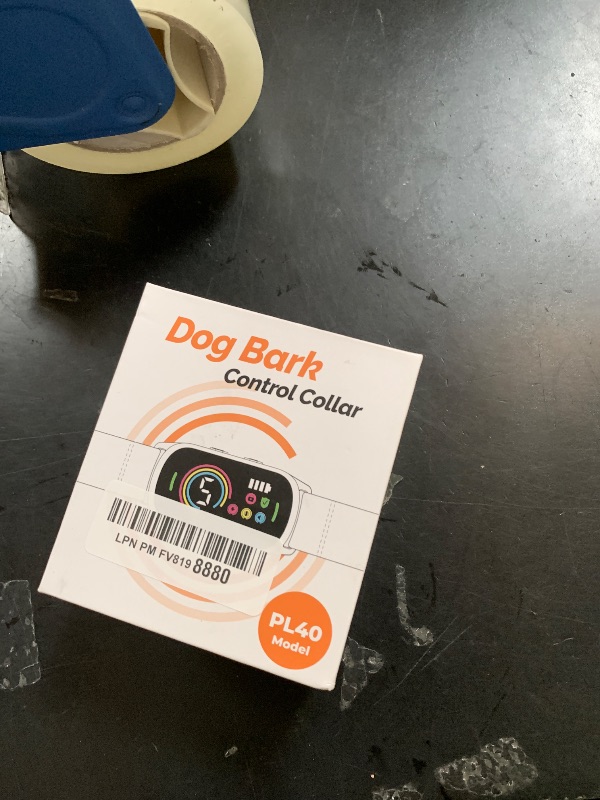 Dog Bark
Control Collar
5
LPN PM FV819 8880
PL40
Model